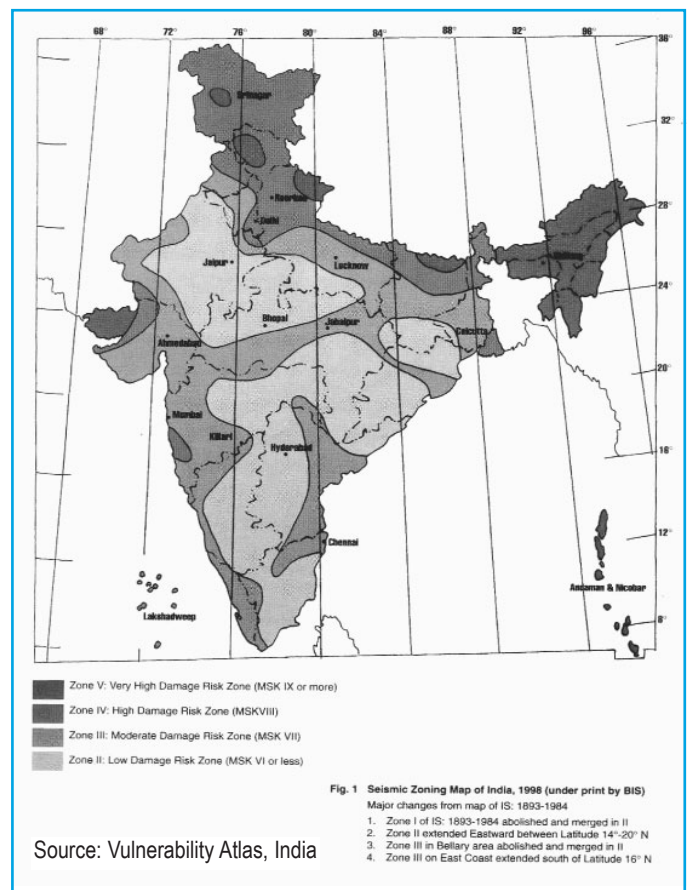 68° 72° 76° 80° 84° 88° 92° 96° 36°
Srinagar
32°
Roorkee
Delhi
28°
Jaipur
Lucknow
Shillong
24°
Bhopal
Jabalpur
Ahmedabad
Calcutta
20°
Mumbai
Killari
Hyderabad
16°
Chennai
12°
Andaman & Nicobar
Lakshadweep
8°
72° 76° 80° 84°
Zone V: Very High Damage Risk Zone (MSK IX or more)
Zone IV: High Damage Risk Zone (MSKVIII)
Zone III: Moderate Damage Risk Zone (MSK VII)
Zone II: Low Damage Risk Zone (MSK VI or less)
Fig. 1 Seismic Zoning Map of India, 1998 (under print by BIS)
Major changes from map of IS: 1893-1984
1. Zone I of IS: 1893-1984 abolished and merged in II
2. Zone II extended Eastward between Latitude 14°-20° N
3. Zone III in Bellary area abolished and merged in II
4. Zone III on East Coast extended south of Latitude 16° N
Source: Vulnerability Atlas, India